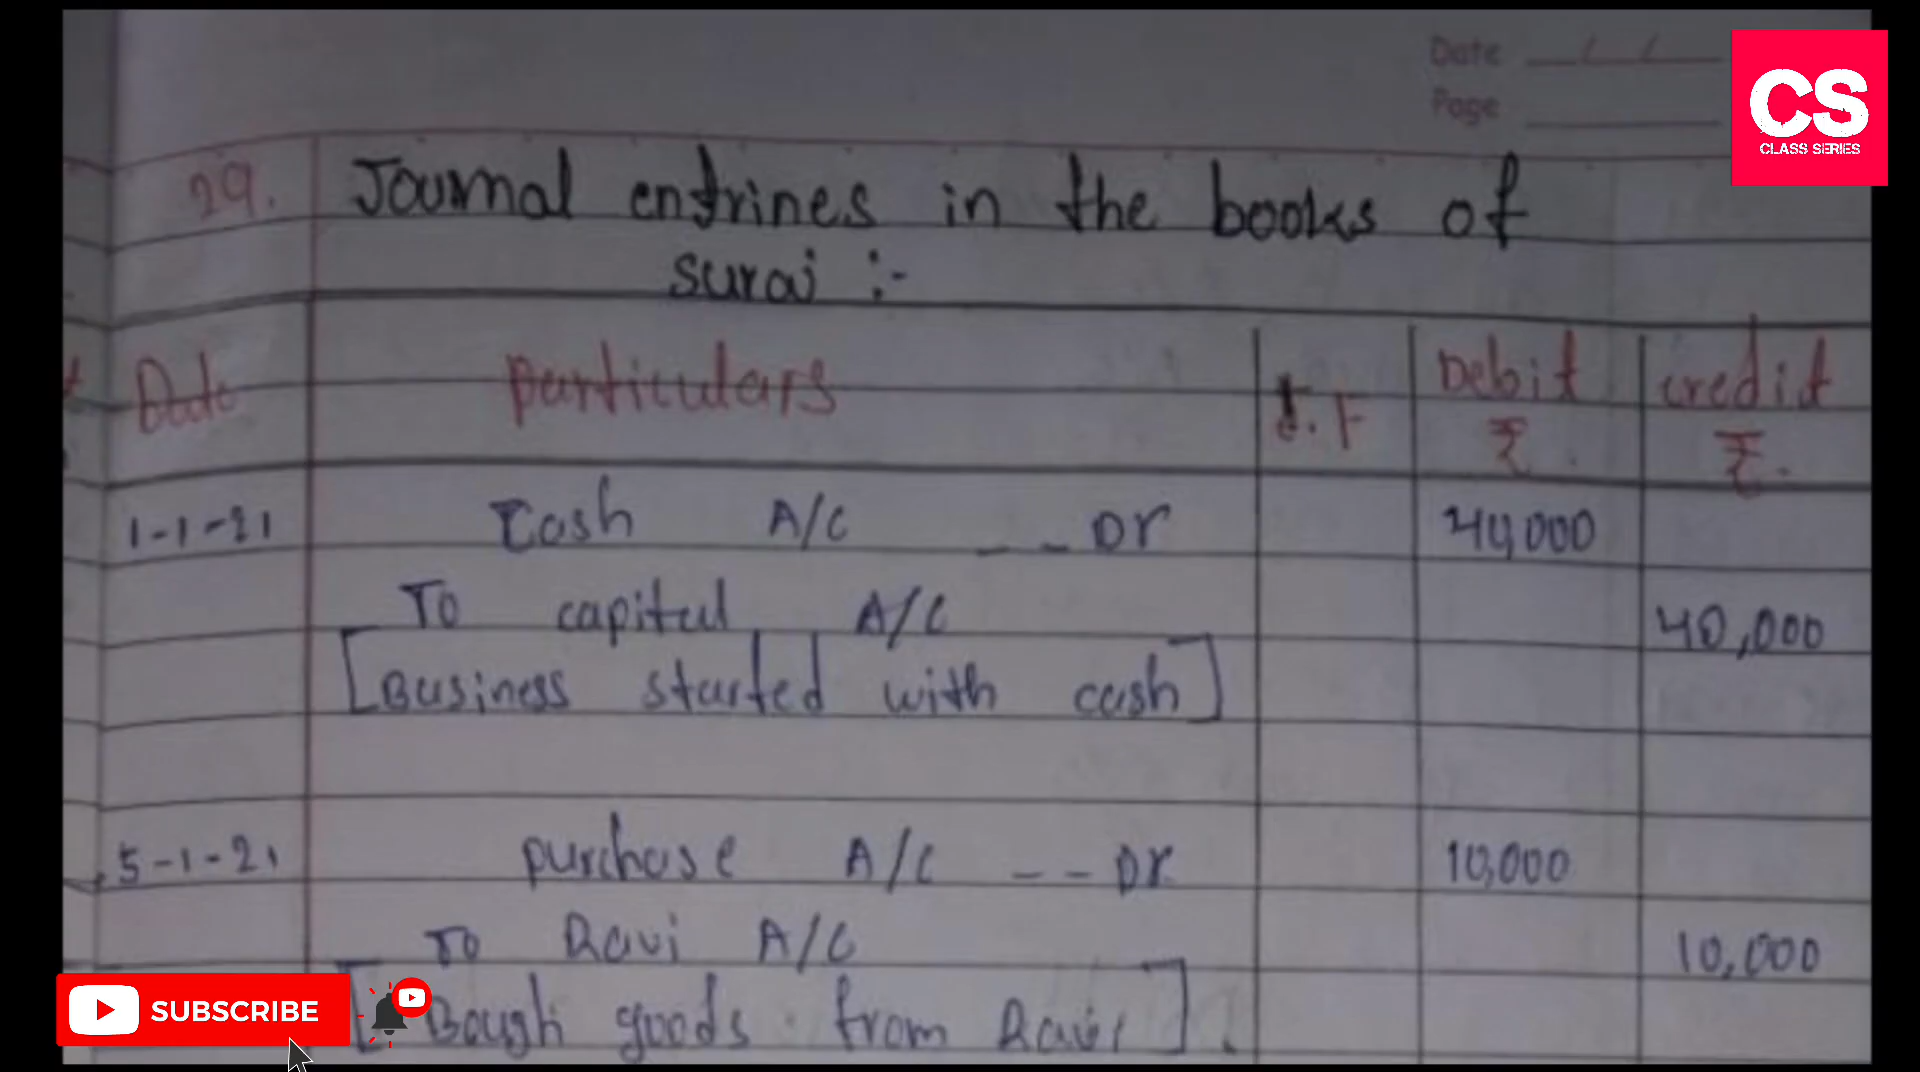 Date
Page
CS
CLASS SERIES
29. Journal entrines in the books of
suraj :-
Date particulars L.F Debit ₹ credit ₹.
1-1-21 Cash A/C -- Dr 40,000
To capital A/C 40,000
[Business started with cash]
5-1-21 purchase A/C -- Dr 10,000
To Ravi A/C 10,000
[Bough goods from Ravi].
SUBSCRIBE